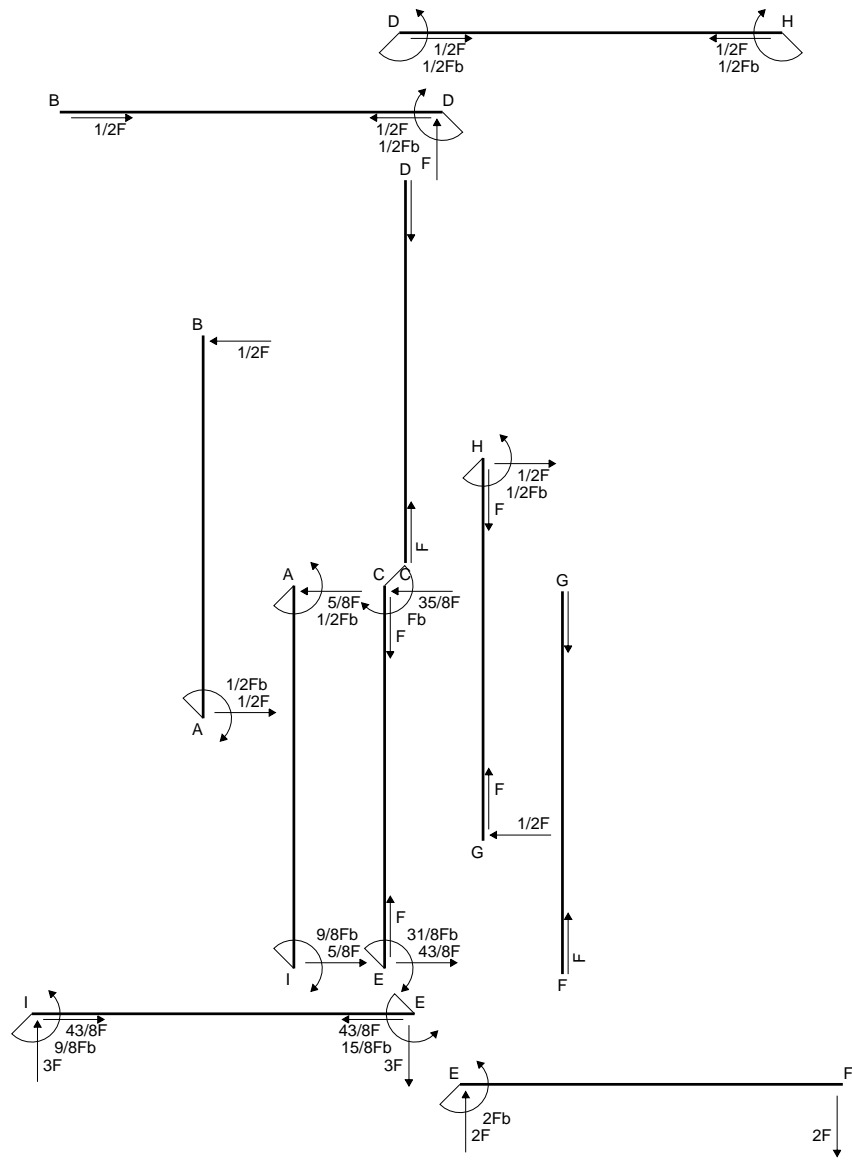 D
H
1/2F
1/2Fb
1/2F
1/2Fb
B
D
1/2F
1/2F
1/2Fb
F
D
B
1/2F
H
1/2F
1/2Fb
F
F
A
C
C
G
5/8F
1/2Fb
35/8F
Fb
F
1/2Fb
1/2F
A
F
1/2F
G
F
9/8Fb
5/8F
31/8Fb
43/8F
F
I
E
F
I
E
43/8F
9/8Fb
3F
43/8F
15/8Fb
3F
E
F
2Fb
2F
2F